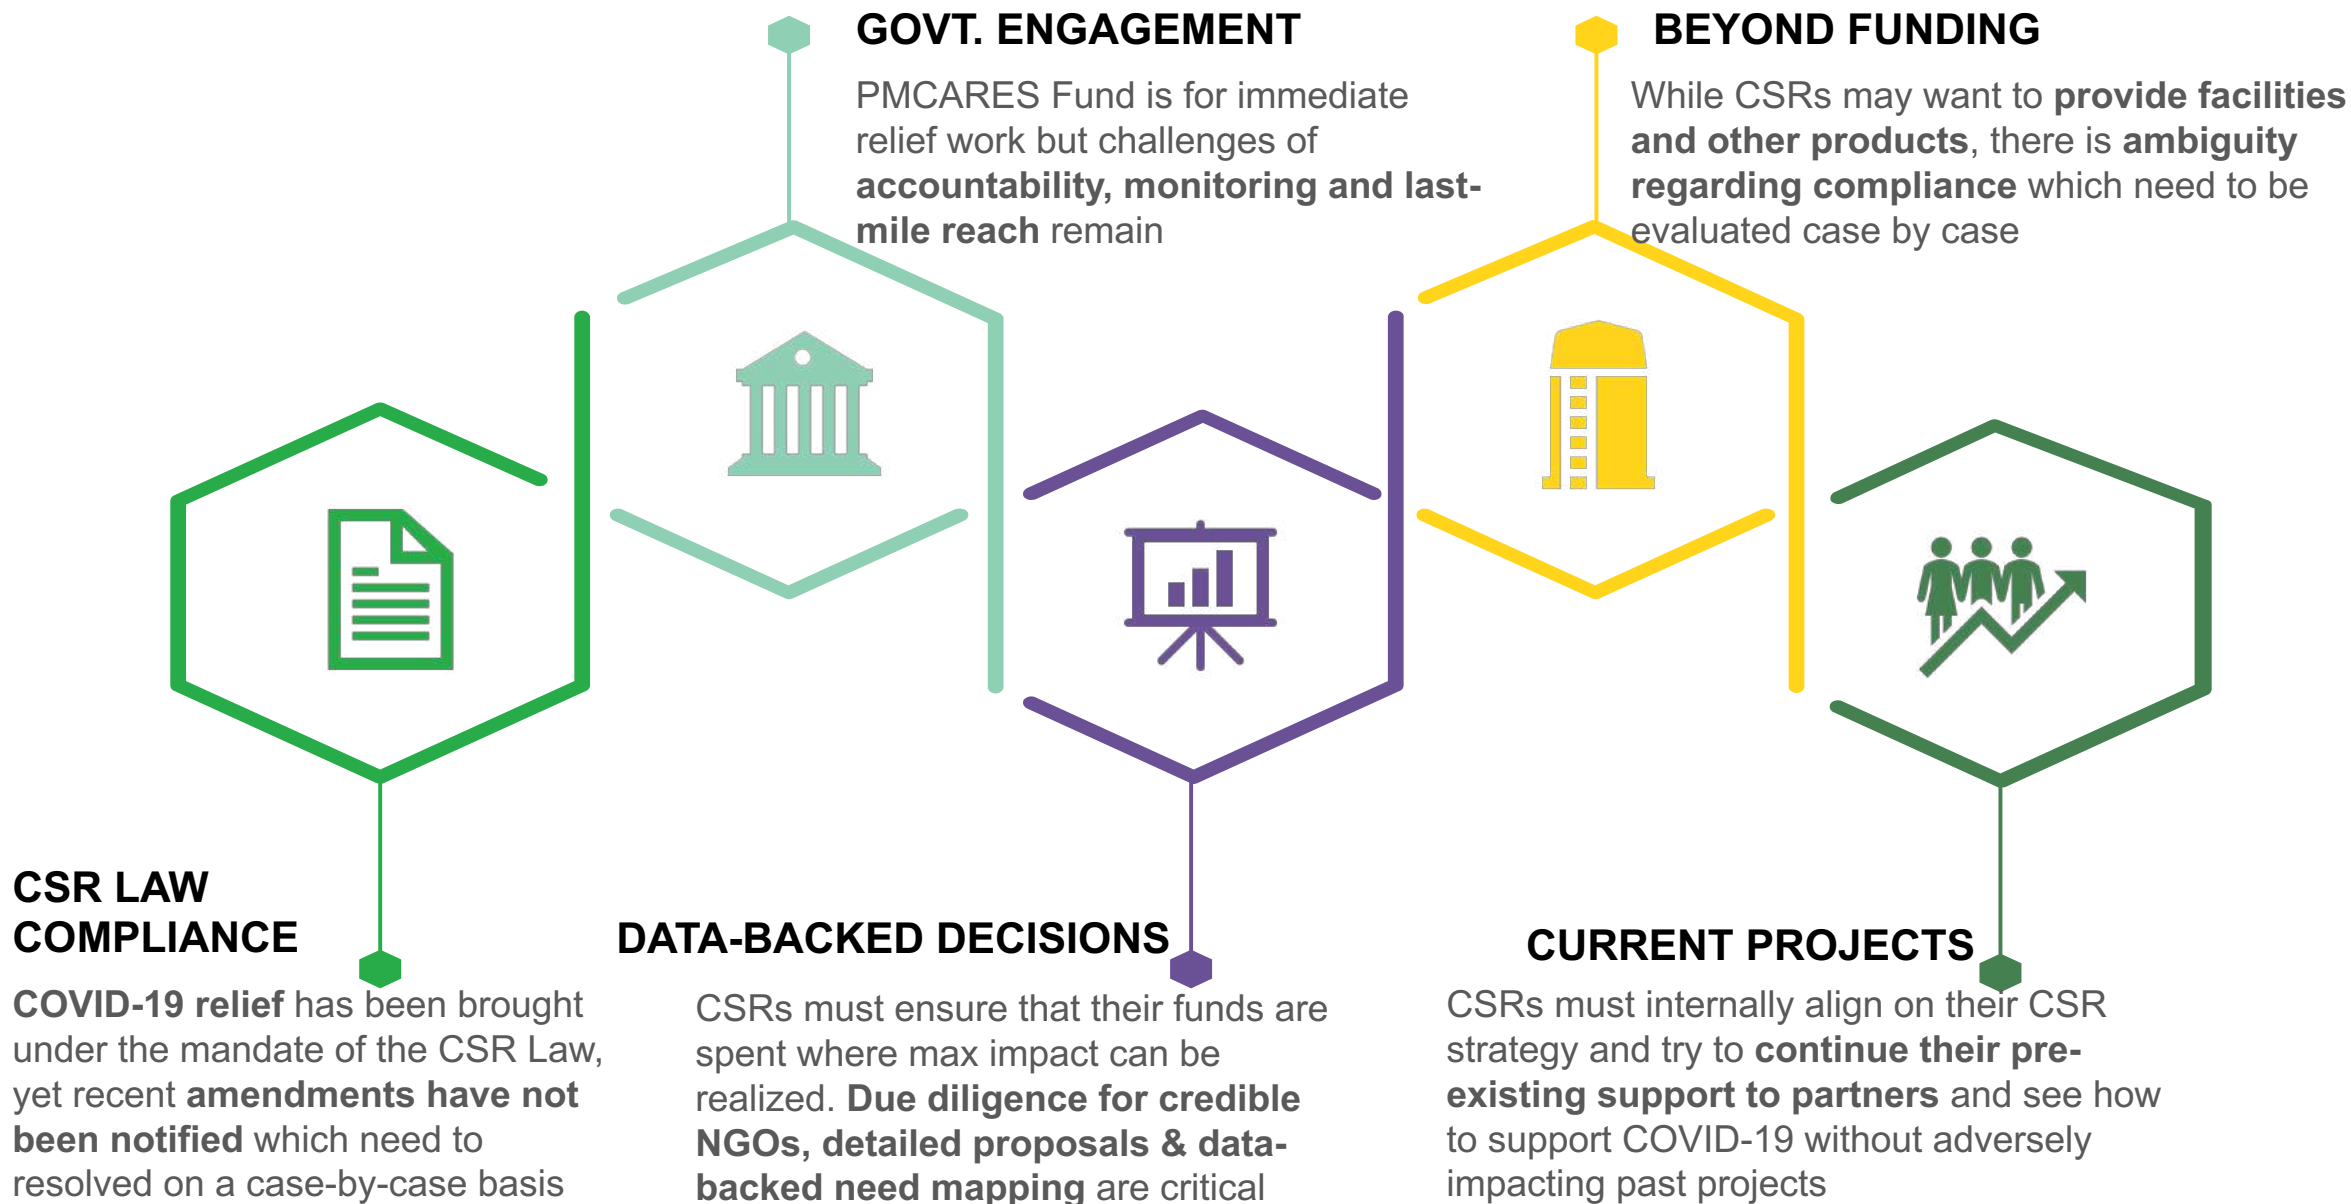 GOVT. ENGAGEMENT
PMCARES Fund is for immediate
relief work but challenges of
accountability, monitoring and last-
mile reach remain
BEYOND FUNDING
While CSRs may want to provide facilities
and other products, there is ambiguity
regarding compliance which need to be
evaluated case by case
CSR LAW
COMPLIANCE
COVID-19 relief has been brought
under the mandate of the CSR Law,
yet recent amendments have not
been notified which need to
resolved on a case-by-case basis
DATA-BACKED DECISIONS
CSRs must ensure that their funds are
spent where max impact can be
realized. Due diligence for credible
NGOs, detailed proposals & data-
backed need mapping are critical
CURRENT PROJECTS
CSRs must internally align on their CSR
strategy and try to continue their pre-
existing support to partners and see how
to support COVID-19 without adversely
impacting past projects